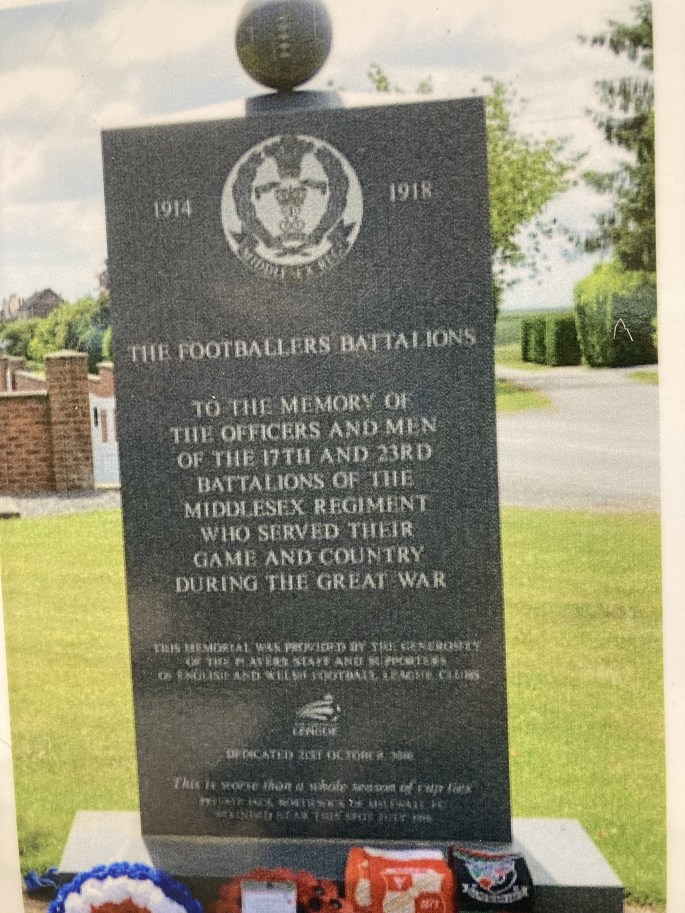 1914 1918
MIDDLESEX REGT
THE FOOTBALLERS BATTALIONS
TO THE MEMORY OF
THE OFFICERS AND MEN
OF THE 17TH AND 23RD
BATTALIONS OF THE
MIDDLESEX REGIMENT
WHO SERVED THEIR
GAME AND COUNTRY
DURING THE GREAT WAR
THIS MEMORIAL WAS PROVIDED BY THE GENEROSITY
OF THE PLAYERS STAFF AND SUPPORTERS
OF ENGLISH AND WELSH FOOTBALL LEAGUE CLUBS
LEAGUE
DEDICATED 21ST OCTOBER
This is worse than a whole season of cup ties
PRIVATE JACK BORTHWICK OF MILLWALL FC
WOUNDED NEAR THIS SPOT JULY 1916